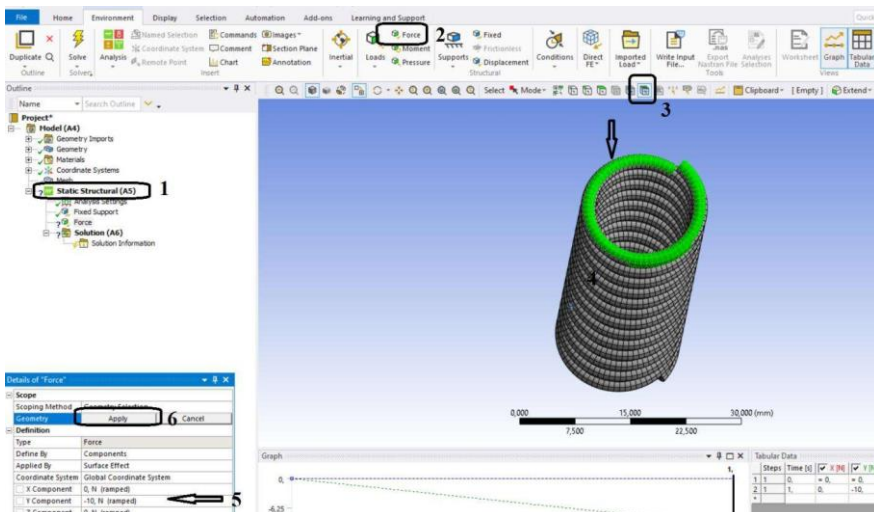 File Home Environment Display Selection Automation Add-ons Learning and Support Quick
Duplicate Q Solve Analysis Named Selection Coordinate System Remote Point Commands Comment Chart Images Section Plane Annotation Inertial Loads Force Moment Pressure 2 Supports Fixed Frictionless Displacement Conditions Direct FE Imported Load Write Input File... Export Nastran File Analyses Selection Worksheet Graph Tabular Data
Outline Solver Insert Structural Tools Views
Outline
Select Mode Clipboard [Empty] Extend
Name Search Outline
3
Project*
Model (A4)
Geometry Imports
Geometry
Materials
Coordinate Systems
Mesh
Static Structural (A5) 1
Analysis Settings
Fixed Support
Force
Solution (A6)
Solution Information
4
Details of "Force"
Scope
Scoping Method Geometry Selection
Geometry Apply 6 Cancel
Definition
Type Force
Define By Components
Applied By Surface Effect
Coordinate System Global Coordinate System
X Component 0, N (ramped)
Y Component -10, N (ramped) 5
Z Component 0, N (ramped)
0,000 15,000 30,000 (mm)
7,500 22,500
Graph
1,
0,
-6,25
Tabular Data
Steps Time [s] X [N] Y [N
1 1 0, = 0, = 0,
2 1 1, 0, -10,
*